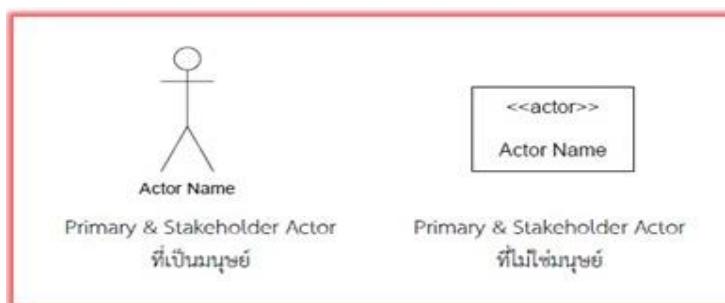 Actor Name
Primary & Stakeholder Actor
ที่เป็นมนุษย์
<<actor>>
Actor Name
Primary & Stakeholder Actor
ที่ไม่ใช่มนุษย์